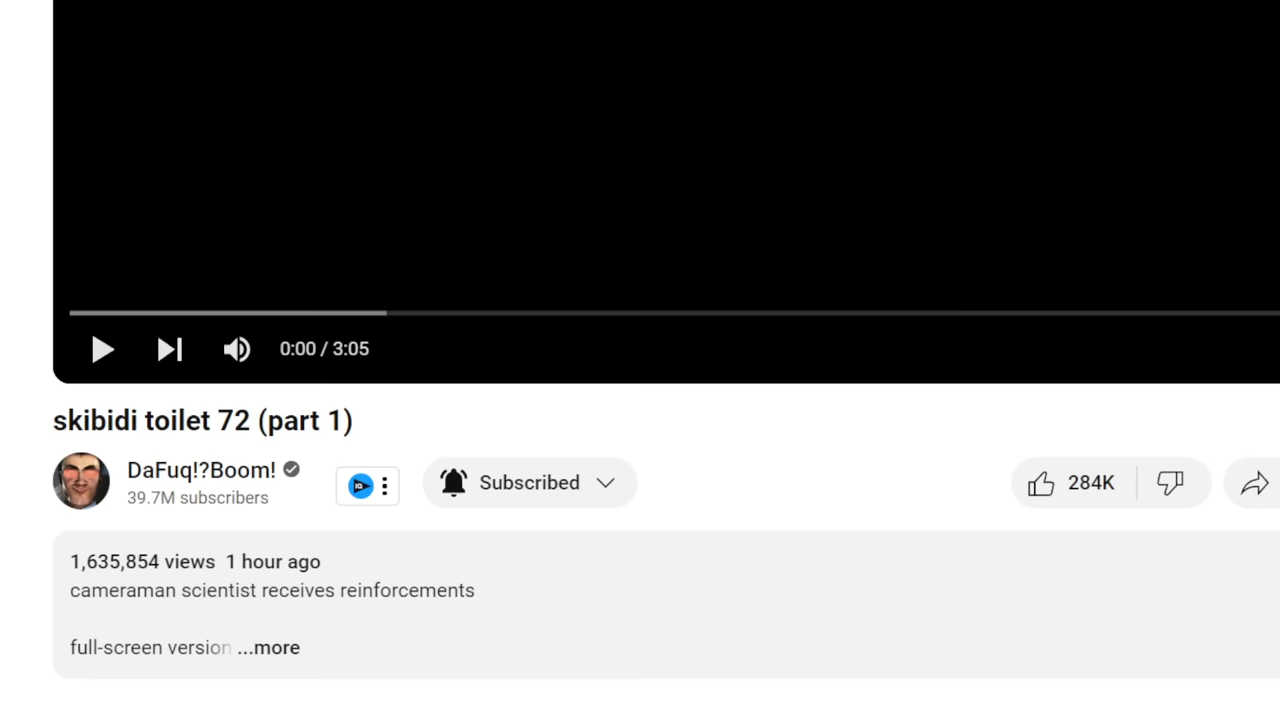 0:00 / 3:05
skibidi toilet 72 (part 1)
DaFuq!?Boom!
39.7M subscribers
IQ
Subscribed
284K
1,635,854 views 1 hour ago
cameraman scientist receives reinforcements
full-screen version ...more